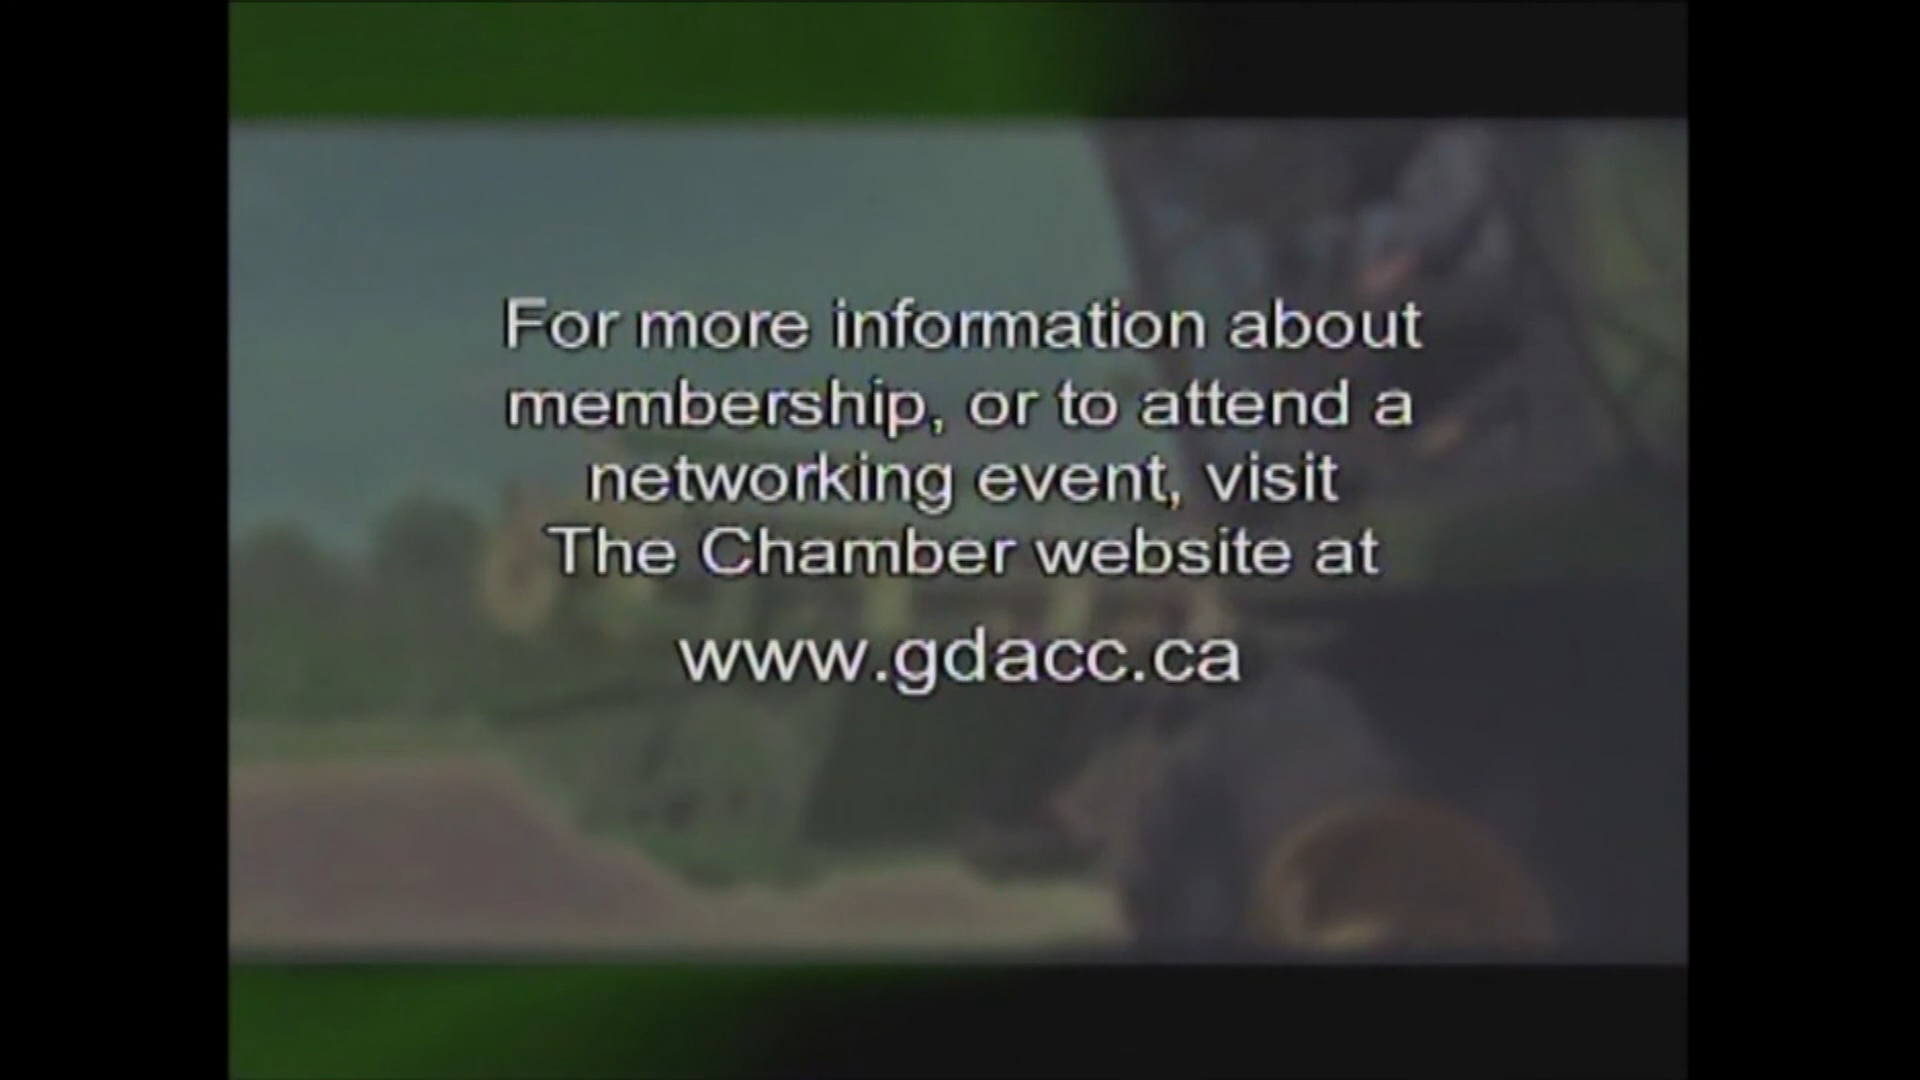 For more information about
membership, or to attend a
networking event, visit
The Chamber website at
www.gdacc.ca